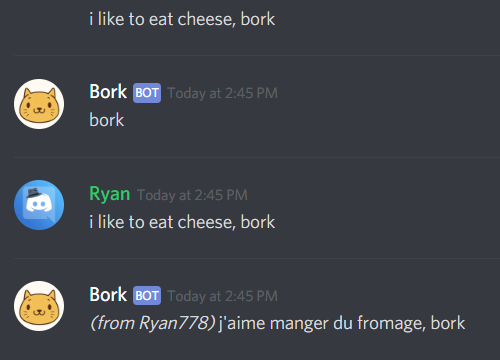 i like to eat cheese, bork
Bork BOT Today at 2:45 PM
bork
Ryan Today at 2:45 PM
i like to eat cheese, bork
Bork BOT Today at 2:45 PM
(from Ryan778) j'aime manger du fromage, bork